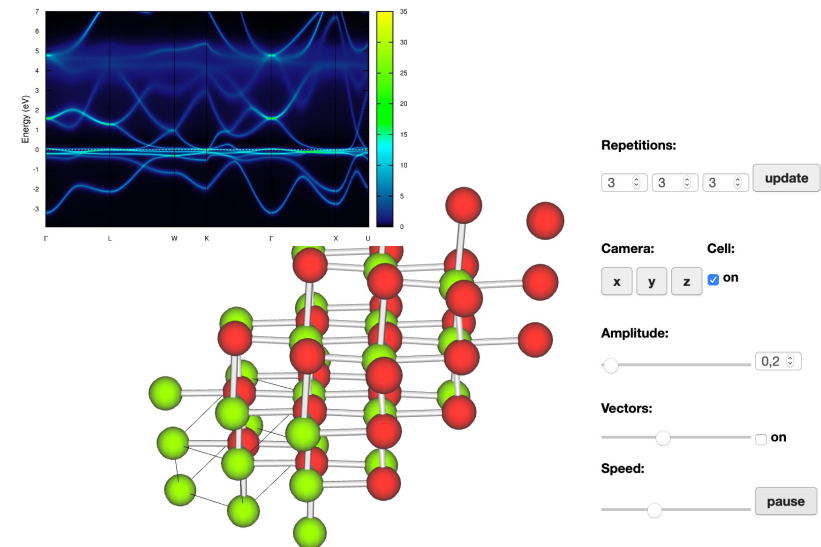 7
6
5
4
3
2
1
0
-1
-2
-3
Energy (eV)
Γ L W K Γ X U
35
30
25
20
15
10
5
0
Repetitions:
3 3 3 update
Camera: Cell:
x y z on
Amplitude:
0,2
Vectors:
on
Speed:
pause